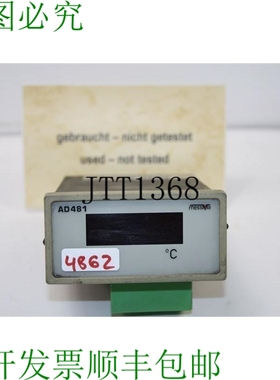 图必究
gebraucht – nicht getestet
used – not tested
JTT1368
AD481
°C
4862
开发票顺丰包邮